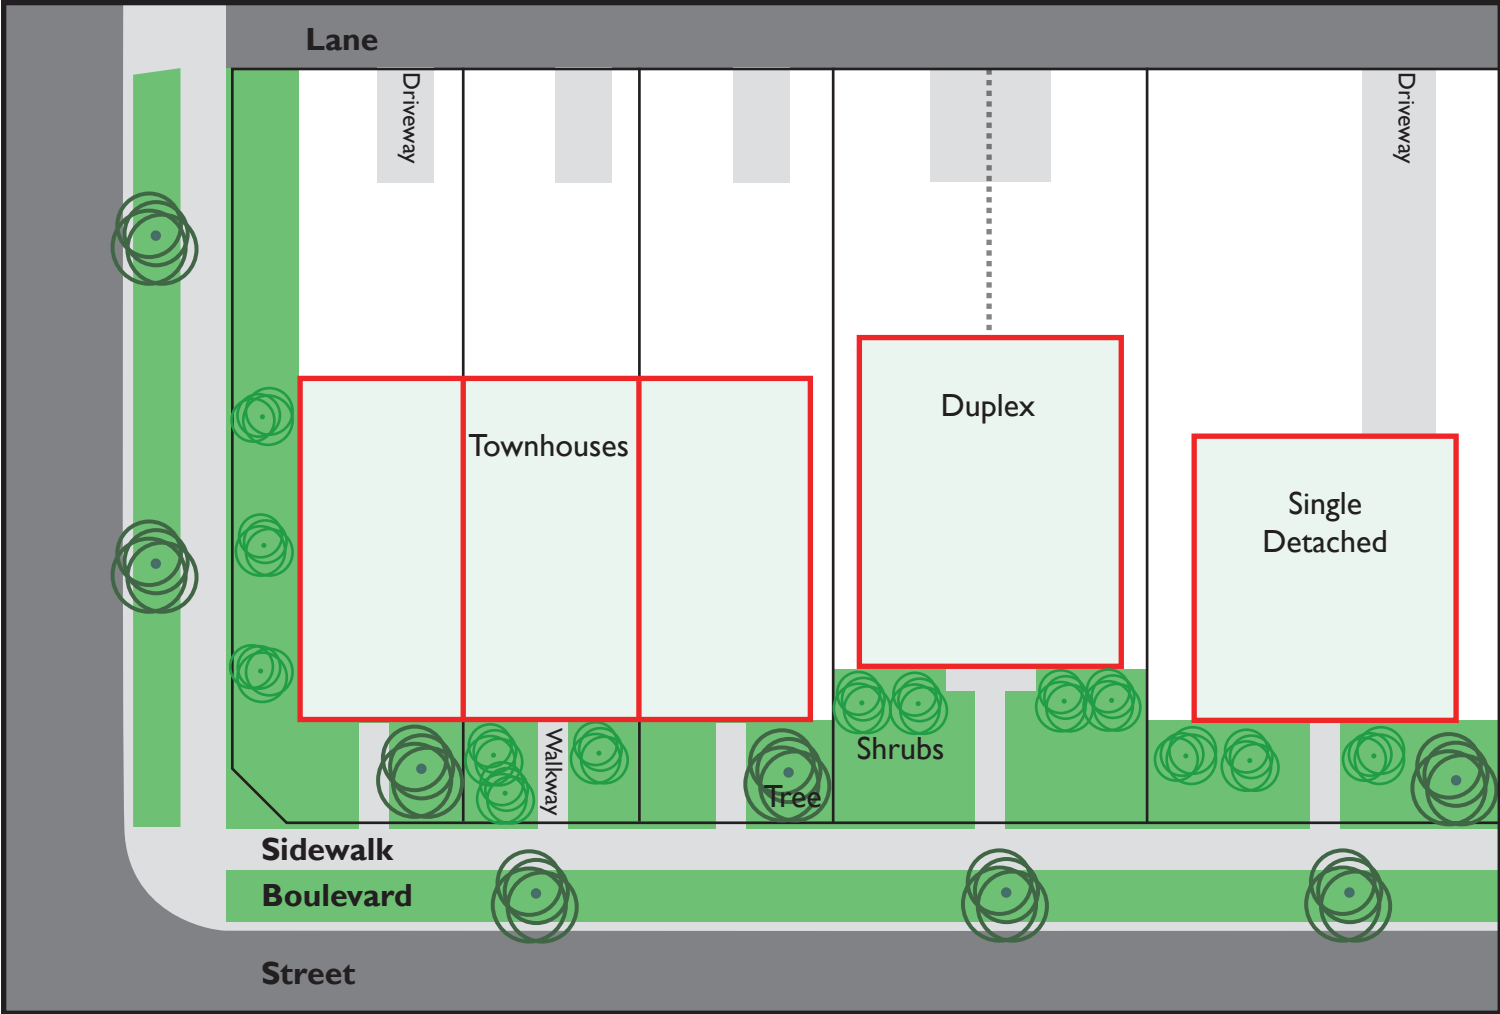 Lane
Driveway
Driveway
Duplex
Townhouses
Single
Detached
Walkway
Shrubs
Tree
Sidewalk
Boulevard
Street